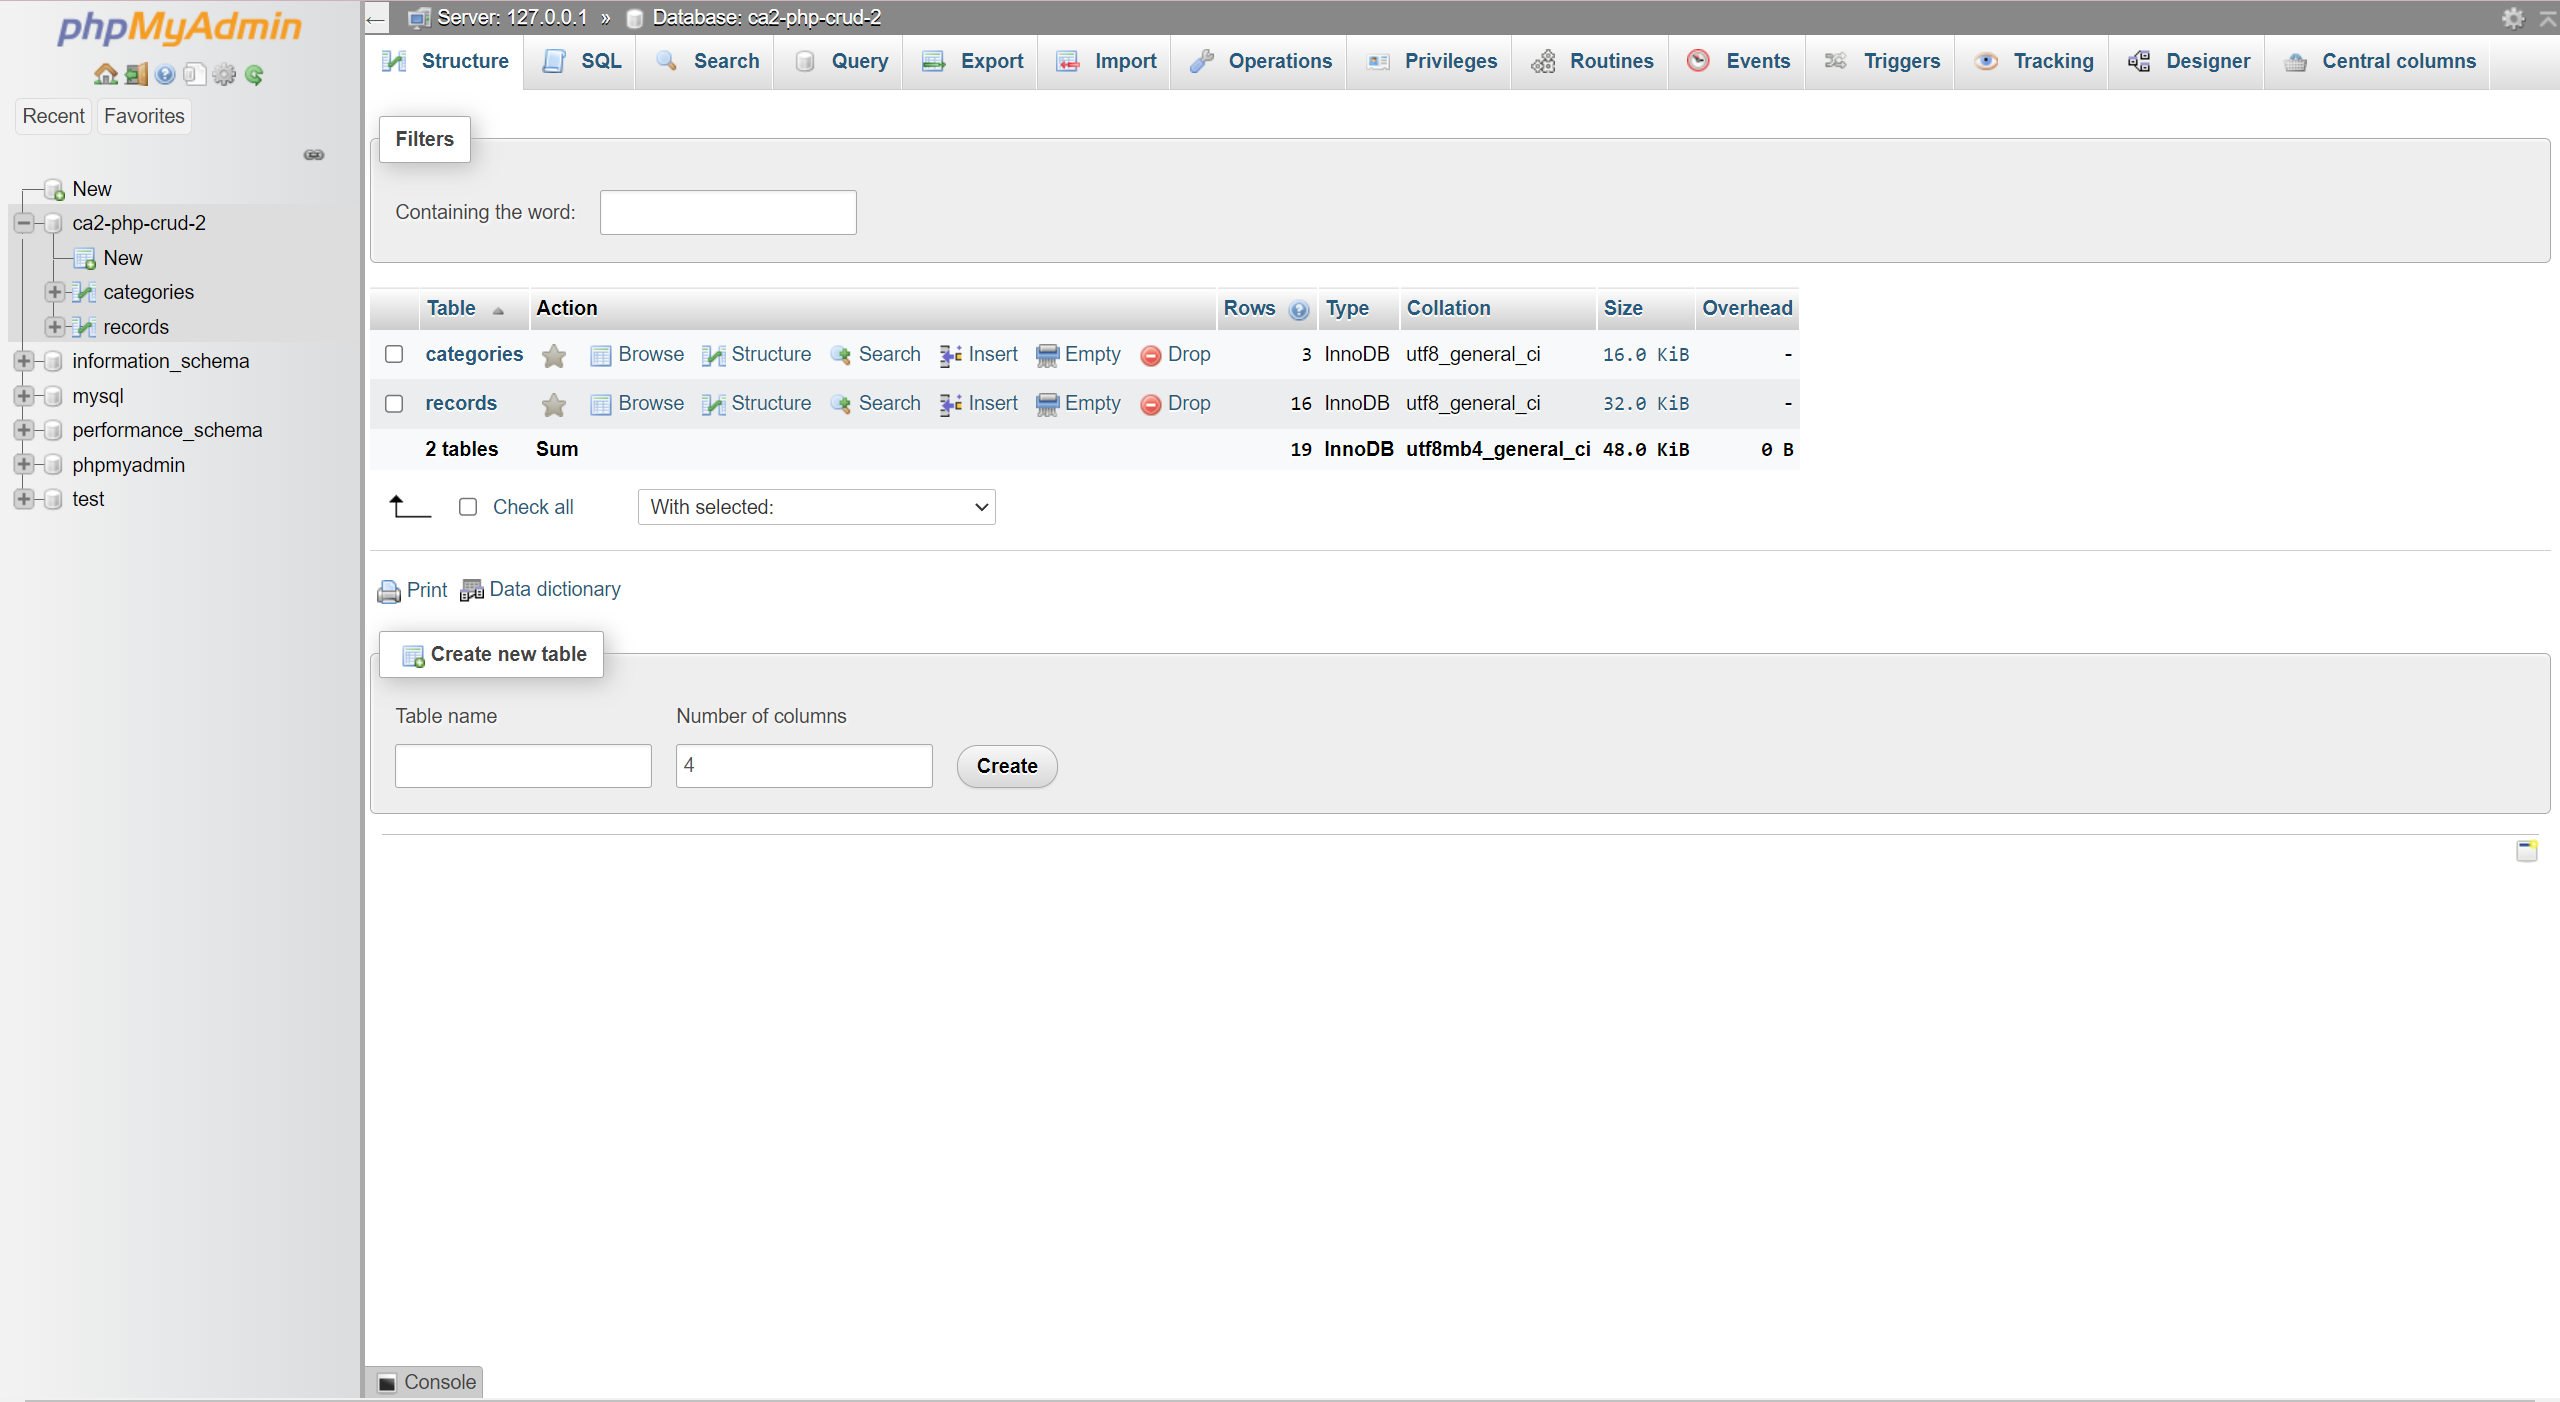 phpMyAdmin
Recent Favorites
New
ca2-php-crud-2
New
categories
records
information_schema
mysql
performance_schema
phpmyadmin
test
Server: 127.0.0.1 » Database: ca2-php-crud-2
Structure SQL Search Query Export Import Operations Privileges Routines Events Triggers Tracking Designer Central columns
Filters
Containing the word:
Table Action Rows Type Collation Size Overhead
categories Browse Structure Search Insert Empty Drop 3 InnoDB utf8_general_ci 16.0 KiB -
records Browse Structure Search Insert Empty Drop 16 InnoDB utf8_general_ci 32.0 KiB -
2 tables Sum 19 InnoDB utf8mb4_general_ci 48.0 KiB 0 B
Check all With selected:
Print Data dictionary
Create new table
Table name Number of columns
4 Create
Console